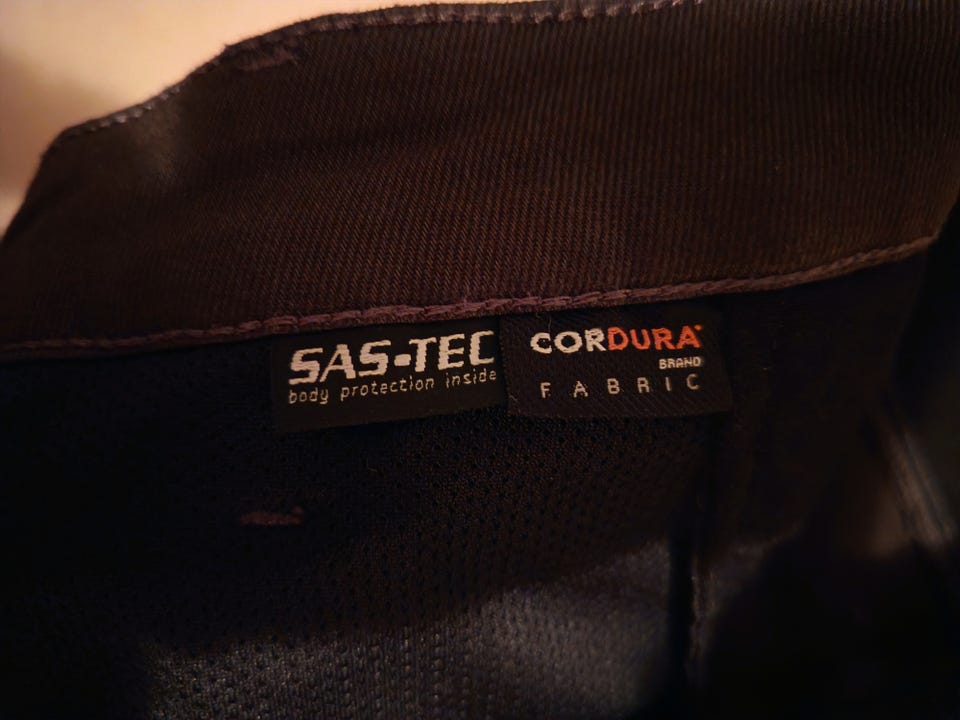 SAS-TEC
body protection inside
CORDURA®
BRAND
FABRIC